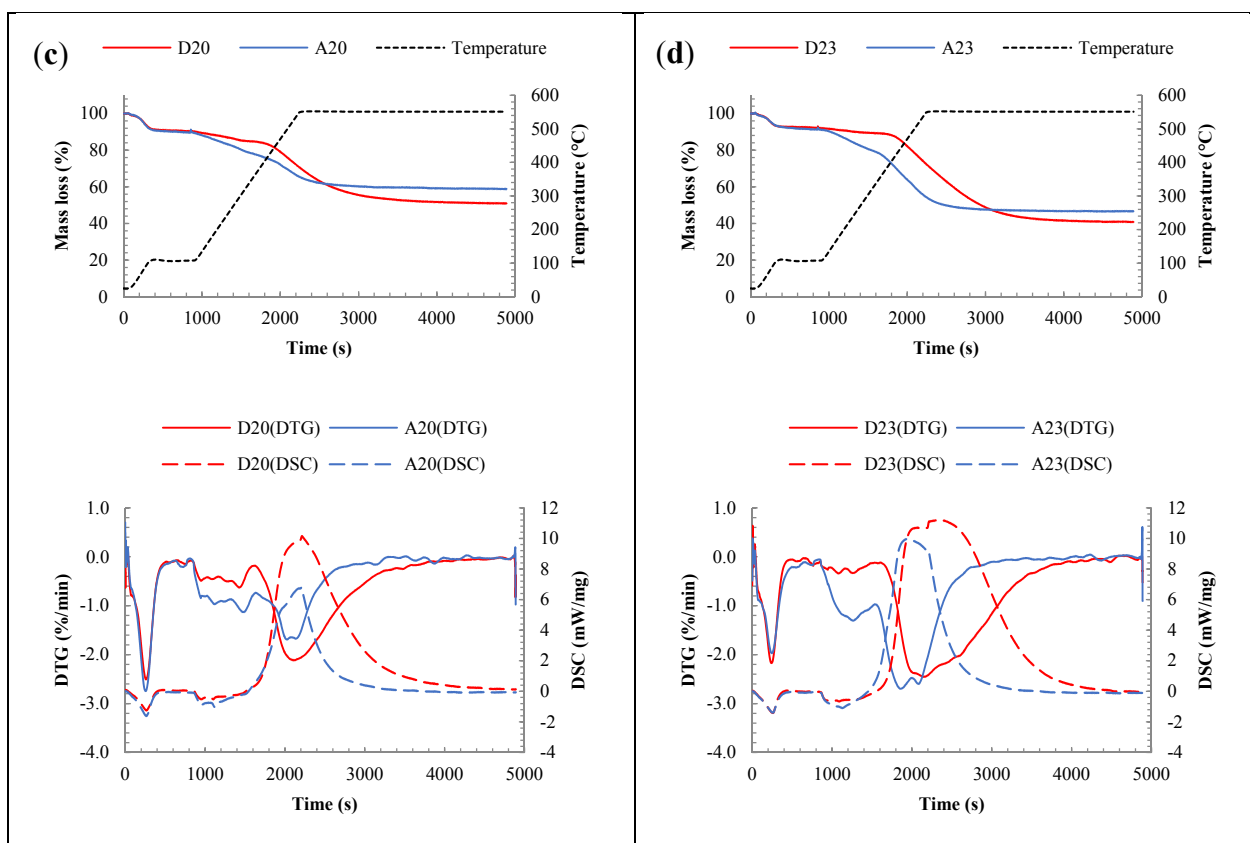 (c)
D20 A20 Temperature
Mass loss (%)
100
80
60
40
20
0
Temperature (°C)
600
500
400
300
200
100
0
0 1000 2000 3000 4000 5000
Time (s)
D20(DTG) A20(DTG)
D20(DSC) A20(DSC)
DTG (%/min)
1.0
0.0
-1.0
-2.0
-3.0
-4.0
DSC (mW/mg)
12
10
8
6
4
2
0
-2
-4
0 1000 2000 3000 4000 5000
Time (s)
(d)
D23 A23 Temperature
Mass loss (%)
100
80
60
40
20
0
Temperature (°C)
600
500
400
300
200
100
0
0 1000 2000 3000 4000 5000
Time (s)
D23(DTG) A23(DTG)
D23(DSC) A23(DSC)
DTG (%/min)
1.0
0.0
-1.0
-2.0
-3.0
-4.0
DSC (mW/mg)
12
10
8
6
4
2
0
-2
-4
0 1000 2000 3000 4000 5000
Time (s)